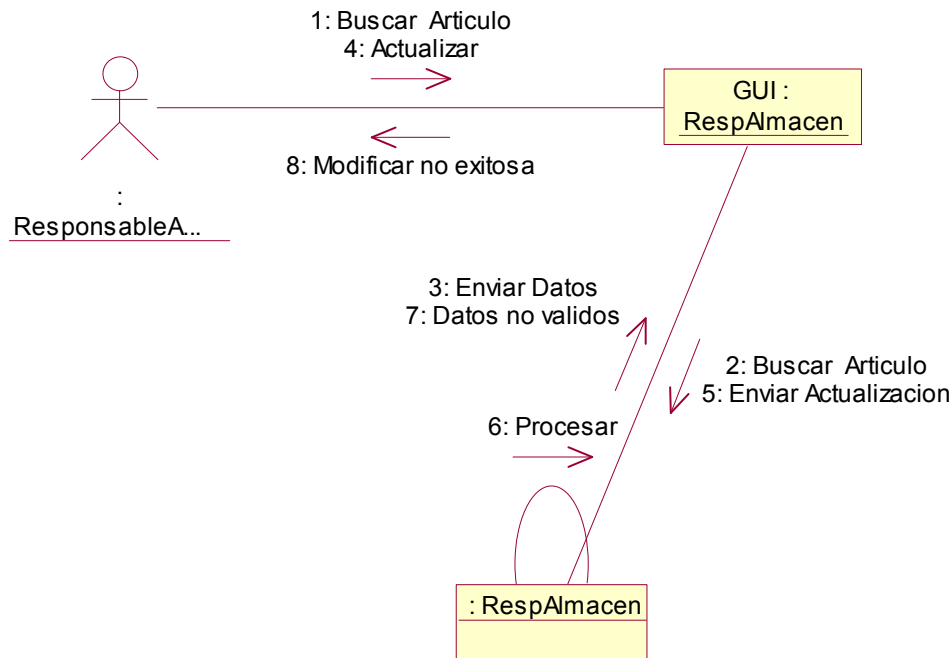 1: Buscar Articulo
4: Actualizar
GUI :
RespAlmacen
8: Modificar no exitosa
:
ResponsableA...
3: Enviar Datos
7: Datos no validos
2: Buscar Articulo
5: Enviar Actualizacion
6: Procesar
: RespAlmacen